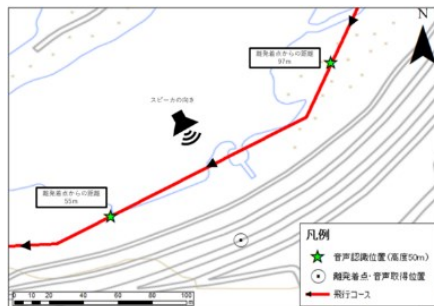 離発着点からの距離
97m
スピーカの向き
離発着点からの距離
55m
凡例
音声認識位置(高度50m)
離発着点・音声取得位置
飛行コース
0
20
40
60
80
100
m